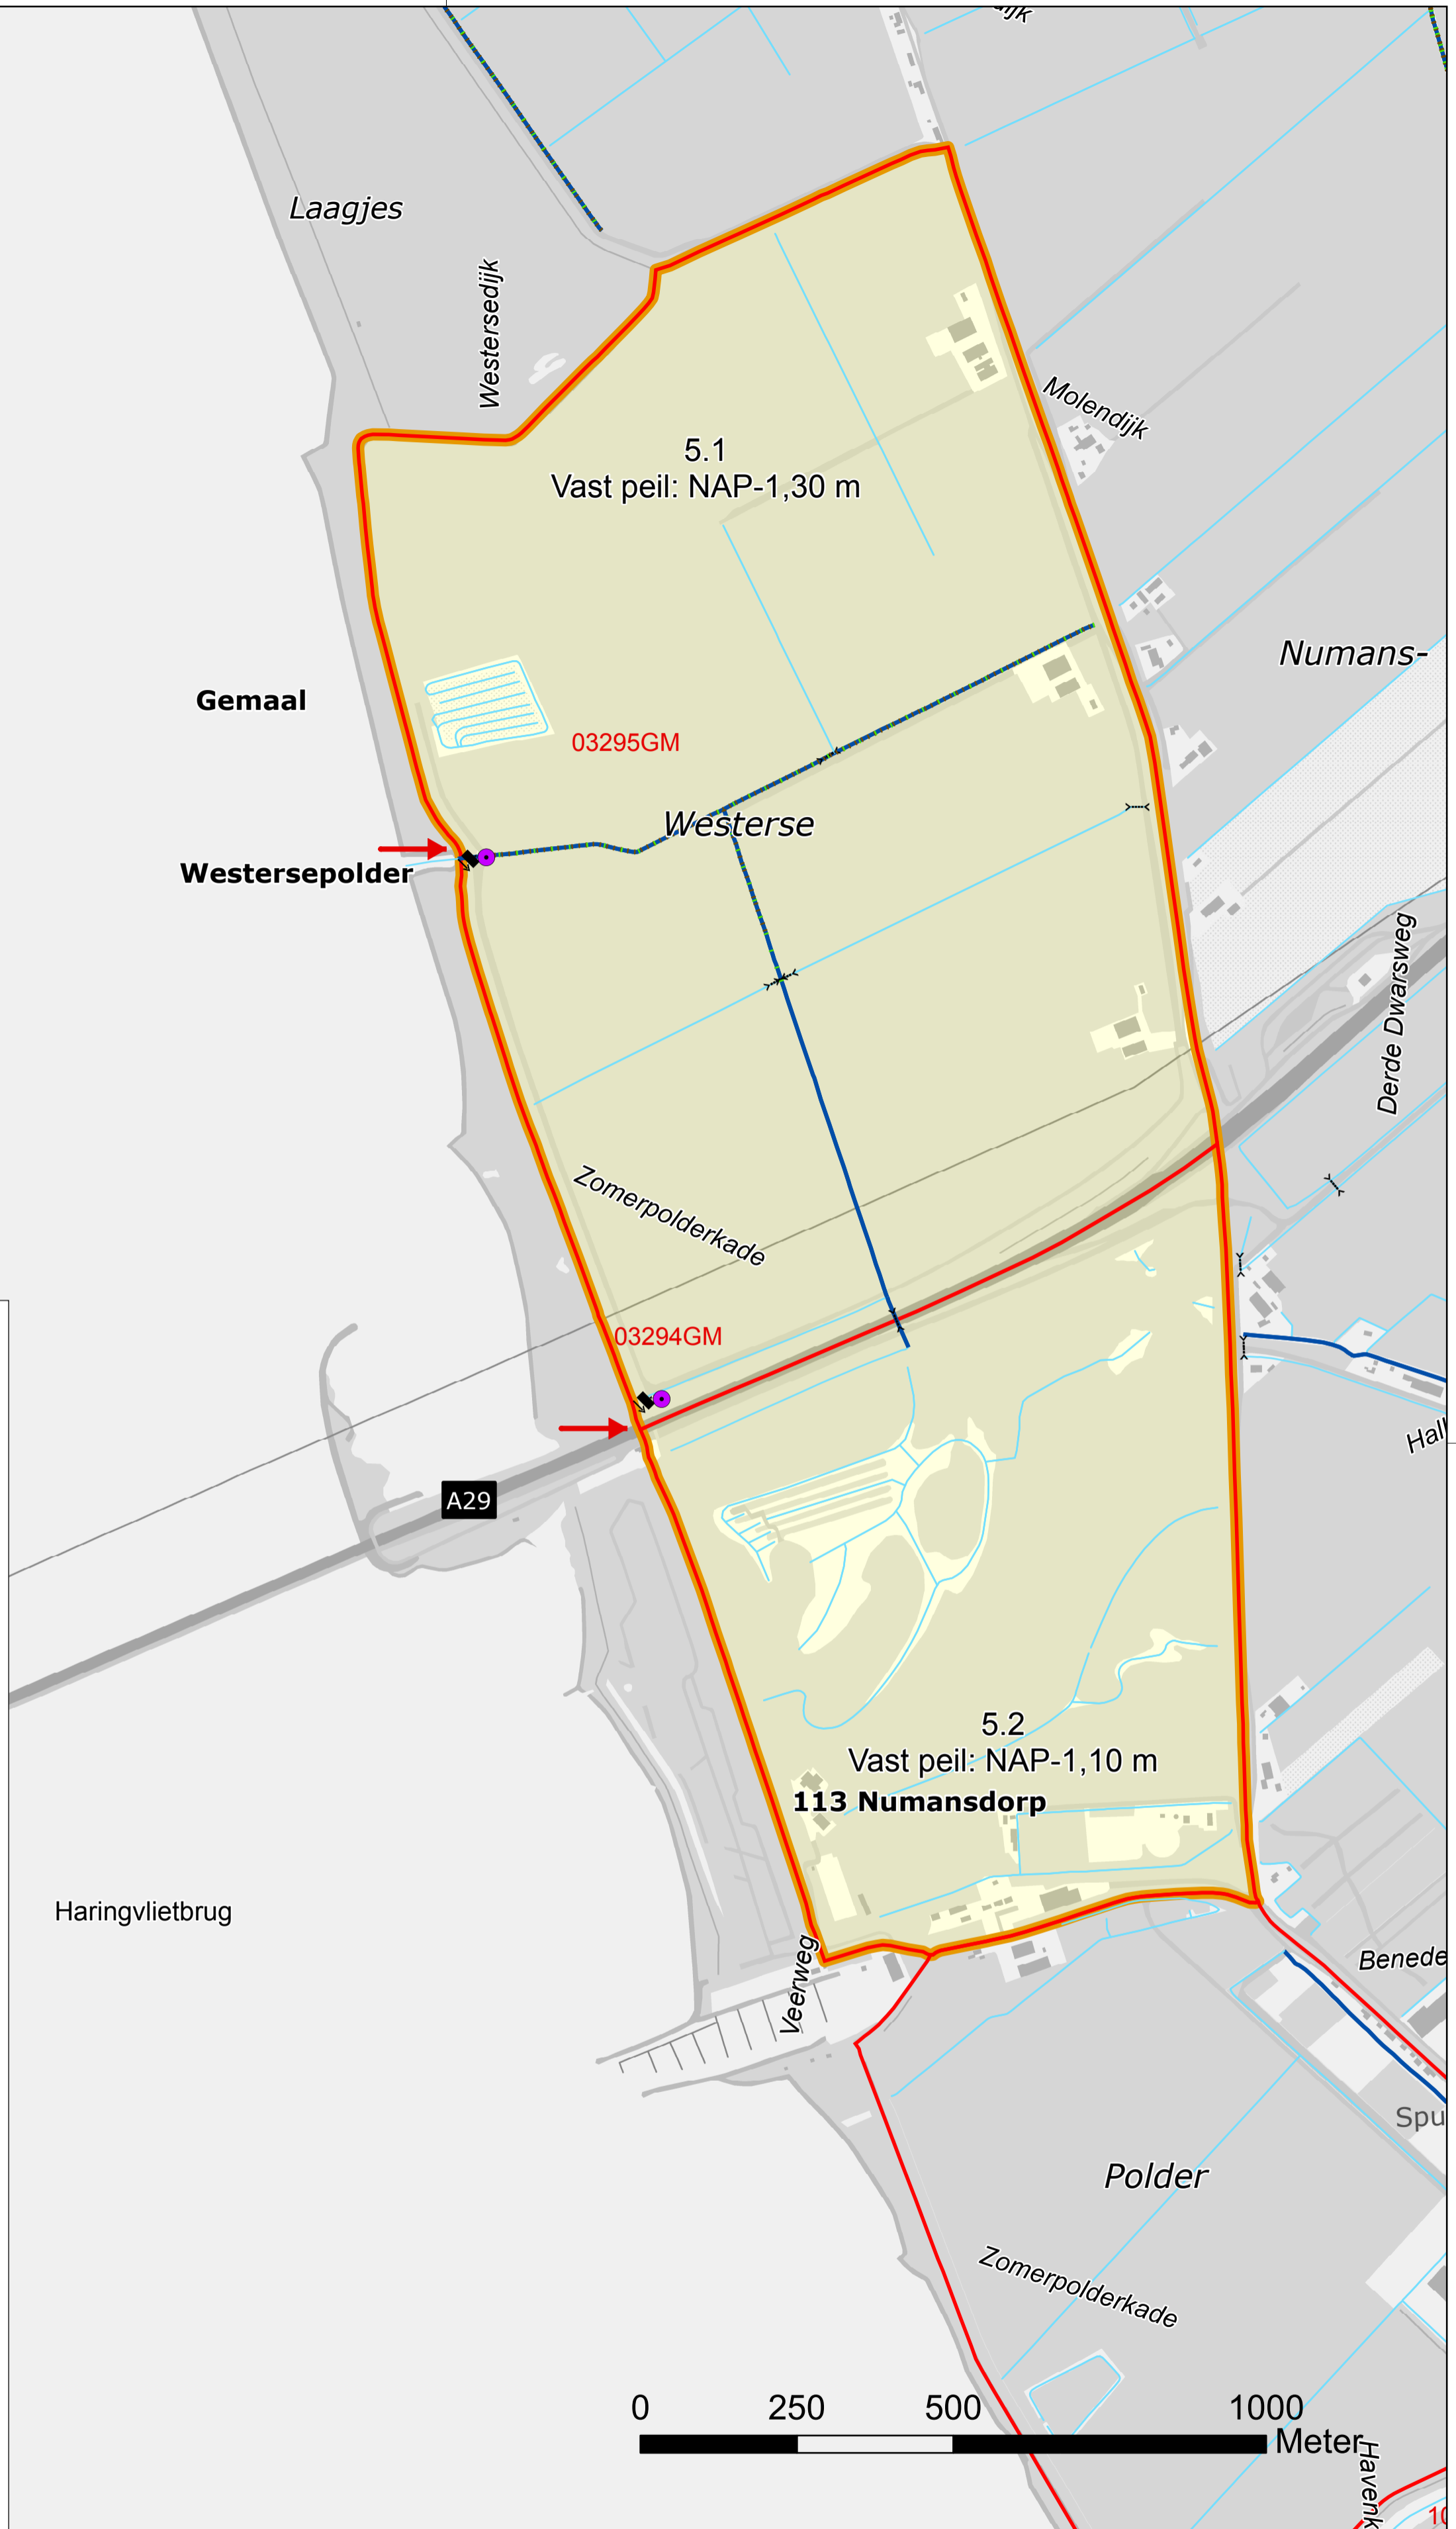 Laagjes
Westersedijk
5.1
Vast peil: NAP-1,30 m
Molendijk
Numans-
Gemaal
03295GM
Westerse
Westersepolder
Derde Dwarsweg
Zomerpolderkade
03294GM
A29
Hall
5.2
Vast peil: NAP-1,10 m
113 Numansdorp
Haringvlietbrug
Veerweg
Benede
Spu
Polder
Zomerpolderkade
0 250 500 1000
Meter
Havenk
10